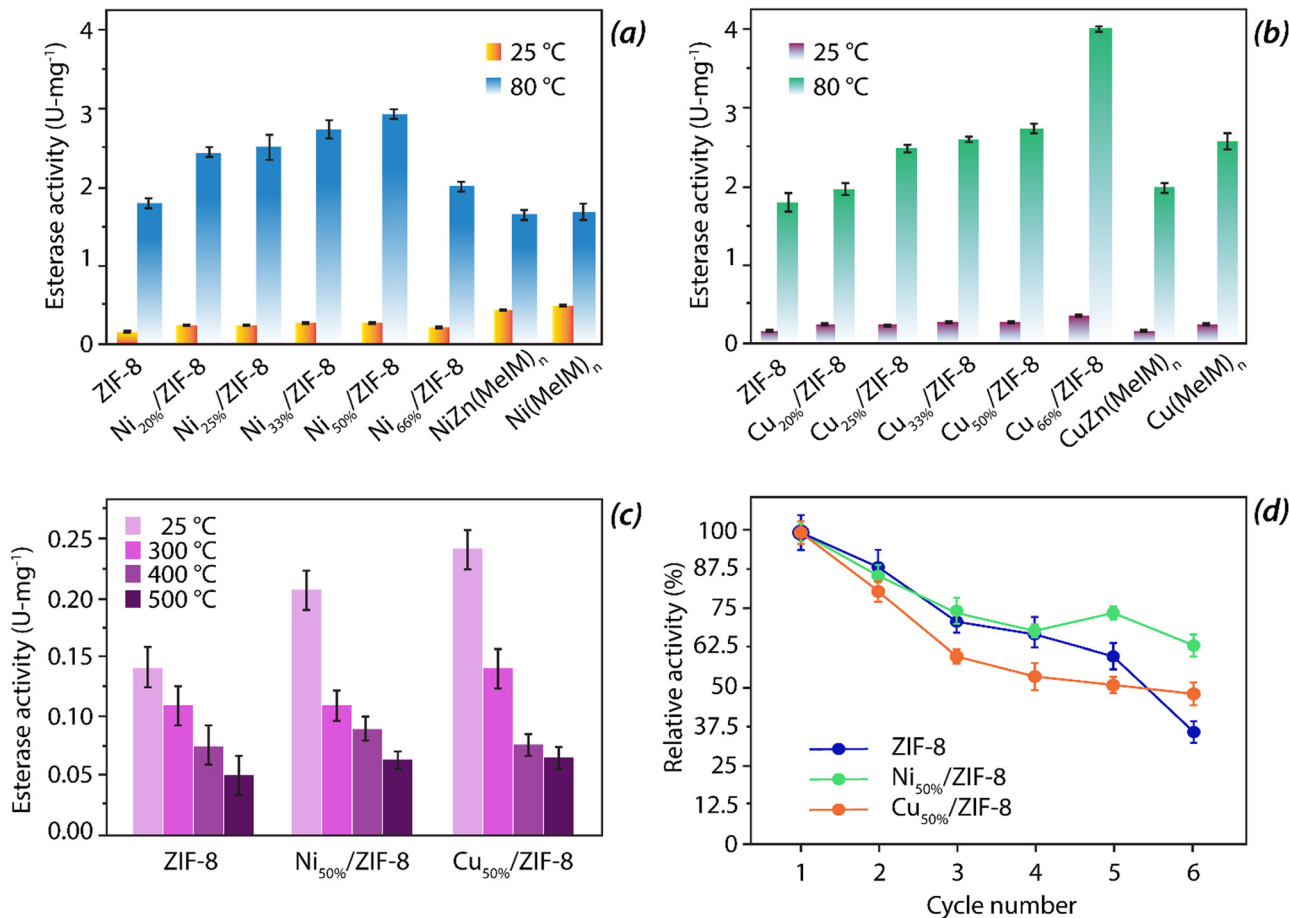 (a)
Esterase activity (U-mg⁻¹)
4
3
2
1
0
25 °C
80 °C
ZIF-8
Ni20%/ZIF-8
Ni25%/ZIF-8
Ni33%/ZIF-8
Ni50%/ZIF-8
Ni66%/ZIF-8
NiZn(MeIM)n
Ni(MeIM)n
(b)
Esterase activity (U-mg⁻¹)
4
3
2
1
0
25 °C
80 °C
ZIF-8
Cu20%/ZIF-8
Cu25%/ZIF-8
Cu33%/ZIF-8
Cu50%/ZIF-8
Cu66%/ZIF-8
CuZn(MeIM)n
Cu(MeIM)n
(c)
Esterase activity (U-mg⁻¹)
0.25
0.20
0.15
0.10
0.05
0.00
25 °C
300 °C
400 °C
500 °C
ZIF-8
Ni50%/ZIF-8
Cu50%/ZIF-8
(d)
Relative activity (%)
100
87.5
75
62.5
50
37.5
25
12.5
0
ZIF-8
Ni50%/ZIF-8
Cu50%/ZIF-8
1 2 3 4 5 6
Cycle number